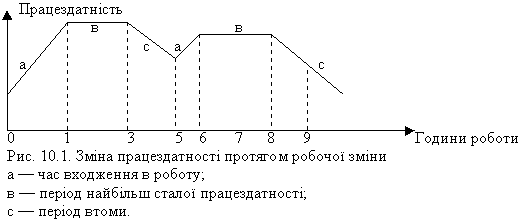 Працездатність
в
в
а
с
а
с
0 1 3 5 6 7 8 9
Години роботи
Рис. 10.1. Зміна працездатності протягом робочої зміни
а — час входження в роботу;
в — період найбільш сталої працездатності;
с — період втоми.